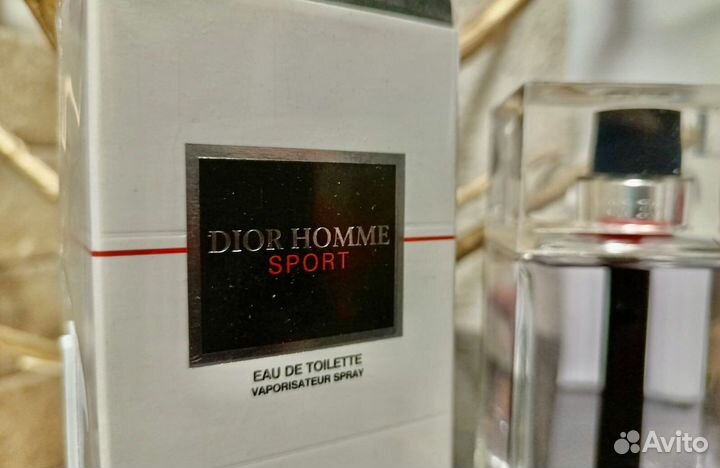 DIOR HOMME
SPORT
EAU DE TOILETTE
VAPORISATEUR SPRAY
Avito